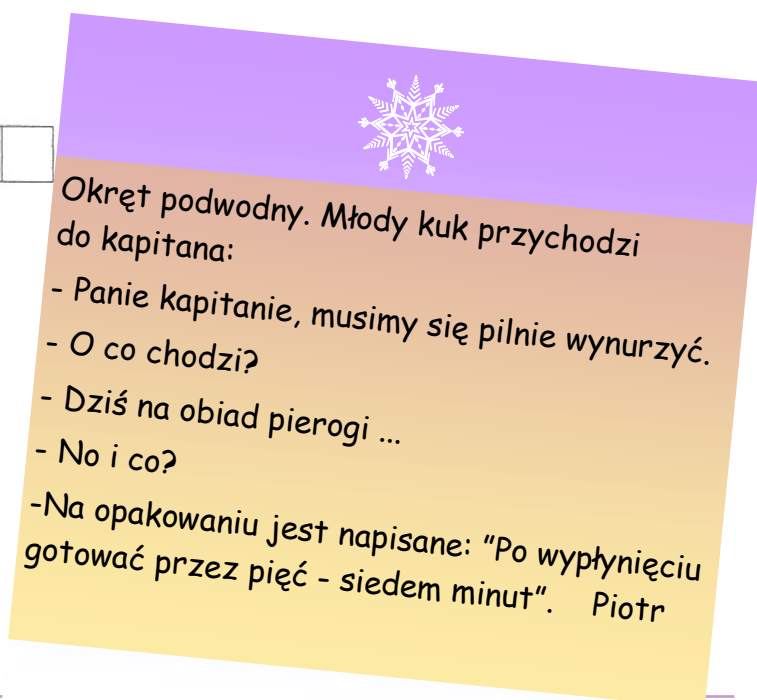 Okręt podwodny. Młody kuk przychodzi
do kapitana:
- Panie kapitanie, musimy się pilnie wynurzyć.
- O co chodzi?
- Dziś na obiad pierogi ...
- No i co?
-Na opakowaniu jest napisane: "Po wypłynięciu
gotować przez pięć - siedem minut". Piotr